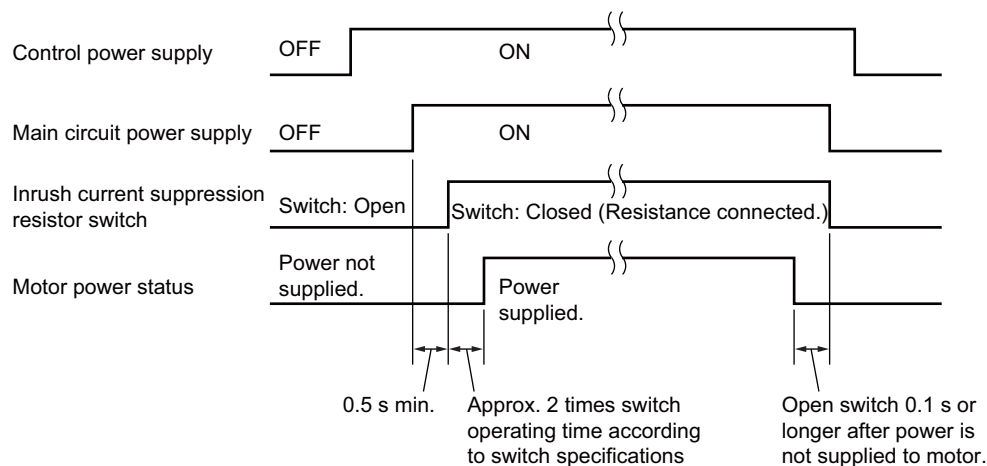 Control power supply
OFF
ON
Main circuit power supply
OFF
ON
Inrush current suppression
resistor switch
Switch: Open
Switch: Closed (Resistance connected.)
Motor power status
Power not
supplied.
Power
supplied.
0.5 s min.
Approx. 2 times switch
operating time according
to switch specifications
Open switch 0.1 s or
longer after power is
not supplied to motor.